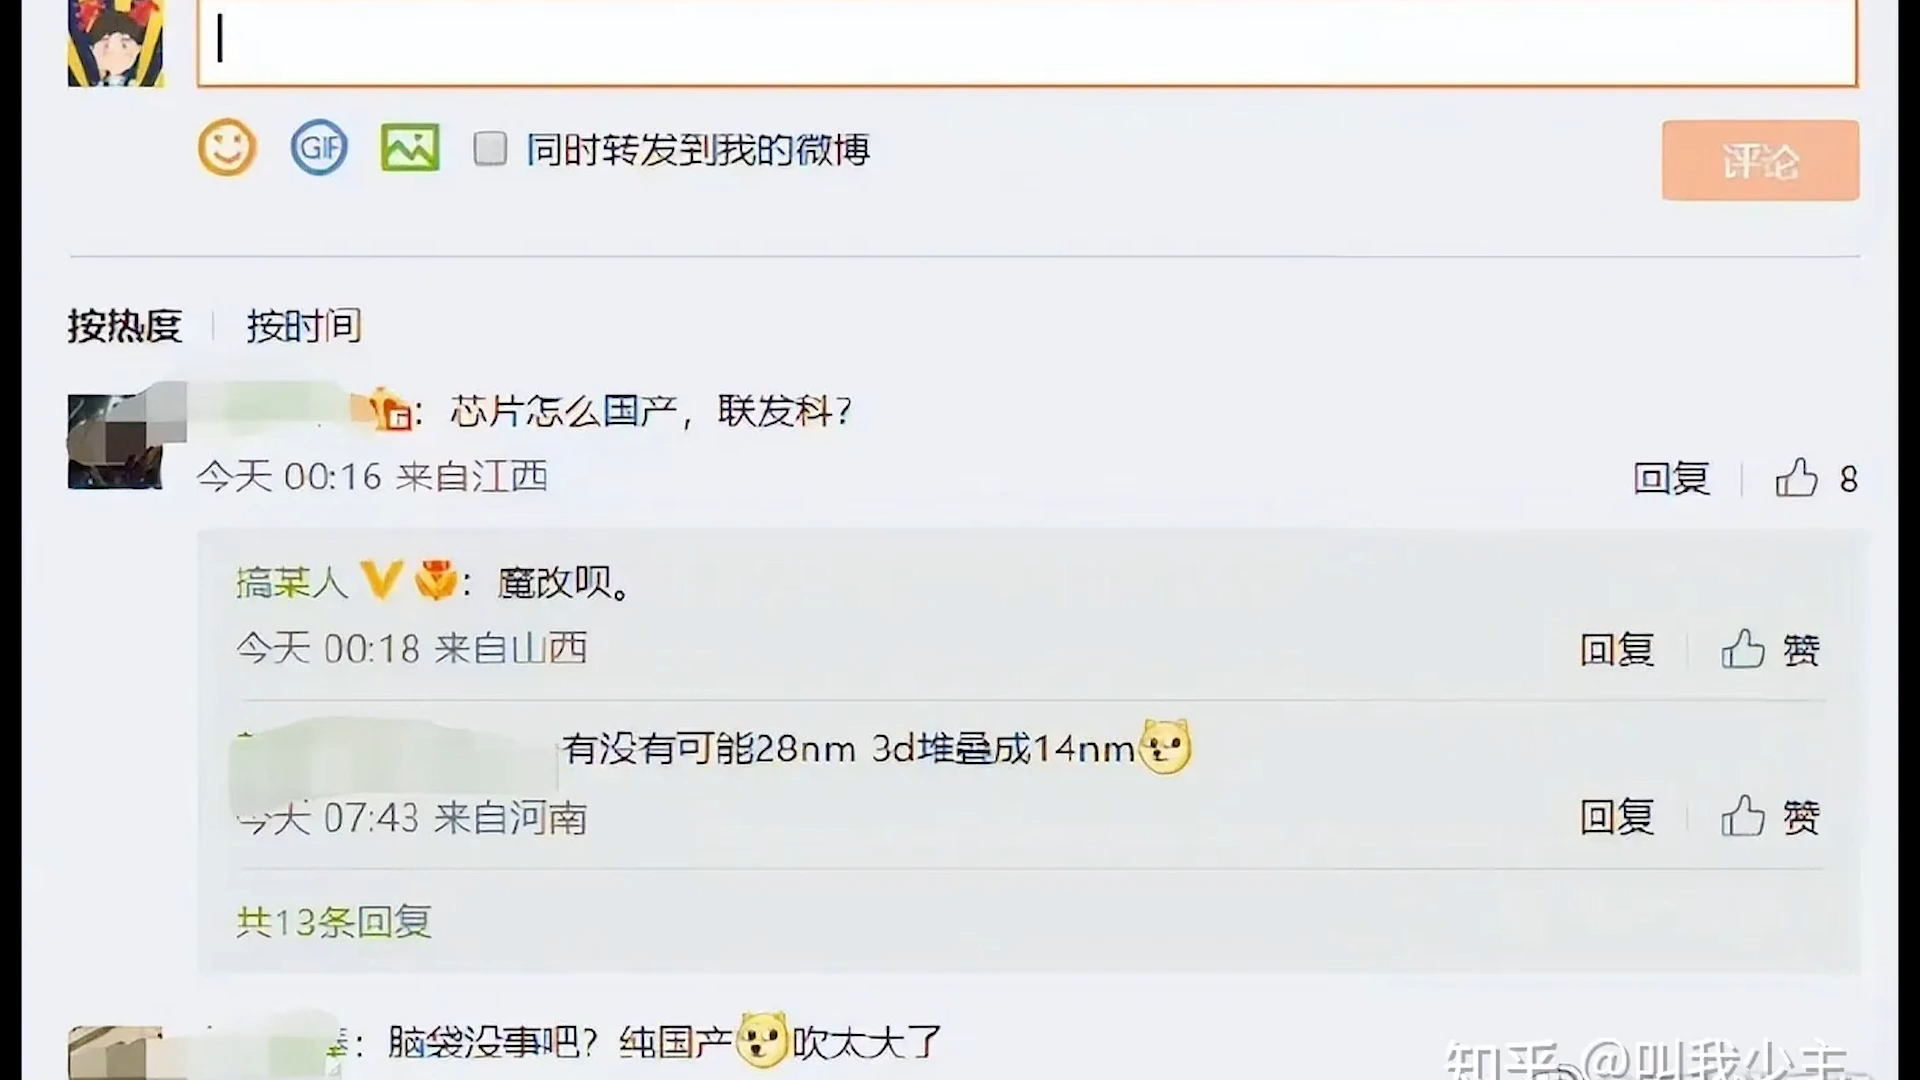 GIF 同时转发到我的微博
评论
按热度 按时间
：芯片怎么国产，联发科？
今天 00:16 来自江西
回复 8
搞某人 V ：魔改呗。
今天 00:18 来自山西
回复 赞
有没有可能28nm 3d堆叠成14nm
今天 07:43 来自河南
回复 赞
共13条回复
：脑袋没事吧？纯国产吹太大了
知乎 @叫我少主